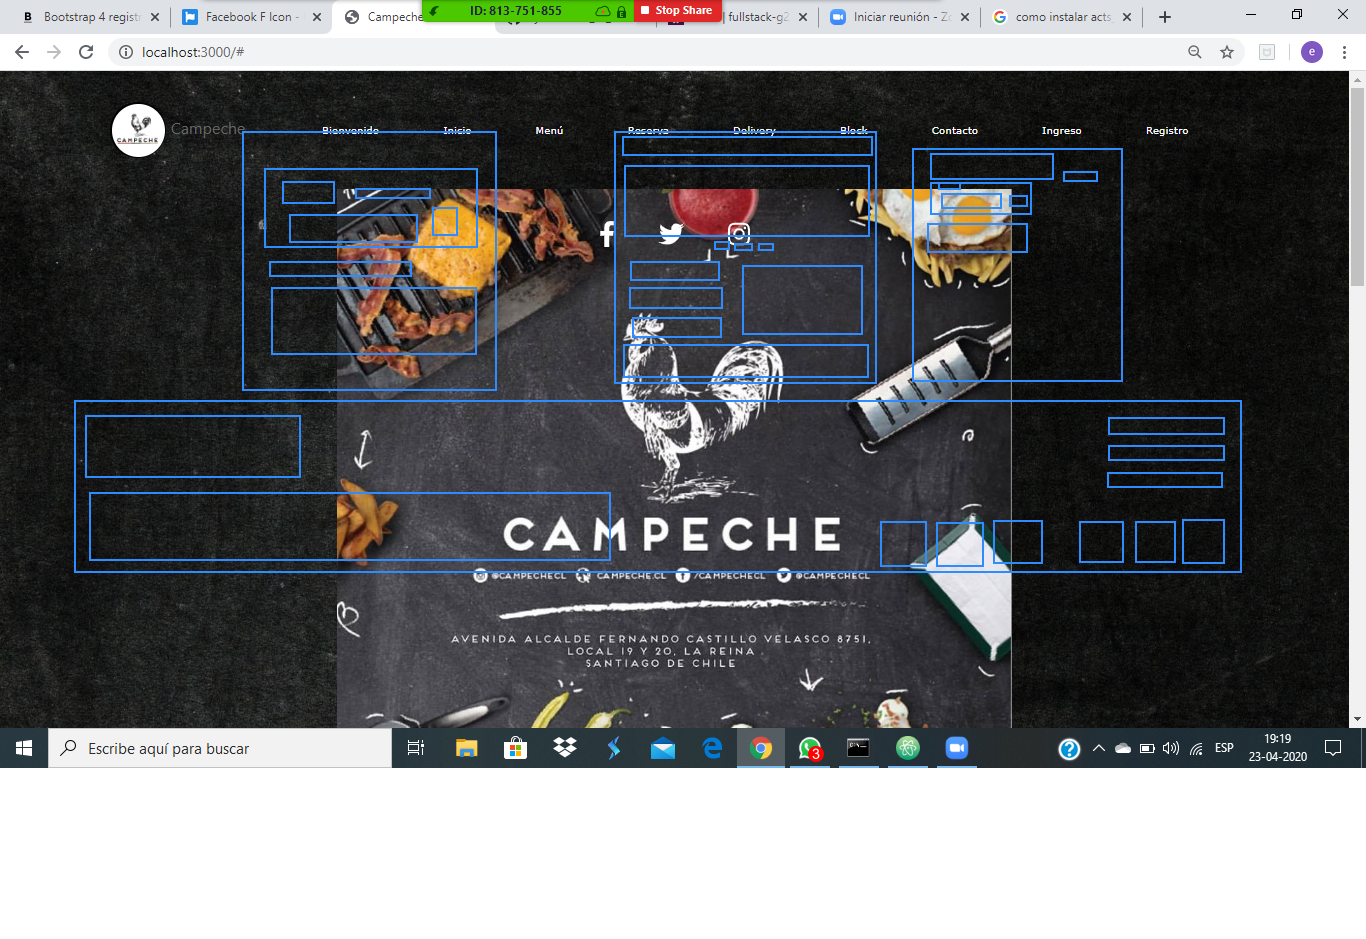 Bootstrap 4 registr
Facebook F Icon -
Campeche
ID: 813-751-855
Stop Share
| fullstack-g2
Iniciar reunión - Zo
como instalar acts
localhost:3000/#
e
CAMPECHE
Campeche
Bienvenido
Inicio
Menú
Reserva
Delivery
Block
Contacto
Ingreso
Registro
CAMPECHE
@CAMPECHECL
CAMPECHE.CL
/CAMPECHECL
@CAMPECHECL
AVENIDA ALCALDE FERNANDO CASTILLO VELASCO 8751,
LOCAL 19 Y 20, LA REINA .
SANTIAGO DE CHILE
Escribe aquí para buscar
3
ESP
19:19
23-04-2020